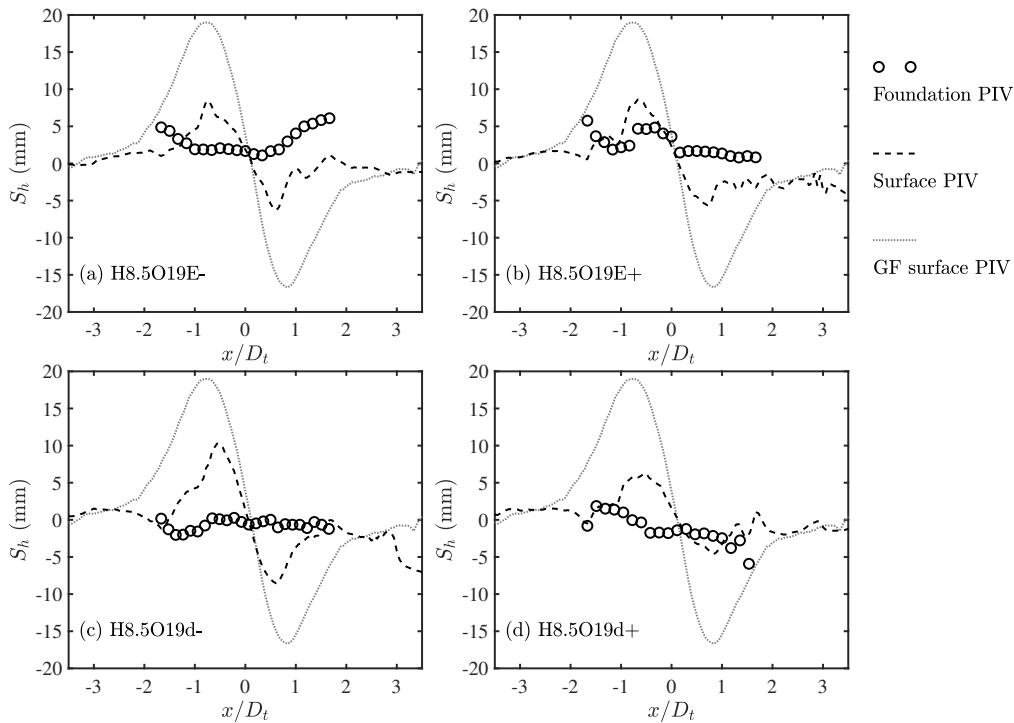 20
15
10
5
0
-5
-10
-15
-20
S_h (mm)
(a) H8.5O19E-
-3 -2 -1 0 1 2 3
x/D_t
20
15
10
5
0
-5
-10
-15
-20
S_h (mm)
(b) H8.5O19E+
-3 -2 -1 0 1 2 3
x/D_t
Foundation PIV
Surface PIV
GF surface PIV
20
15
10
5
0
-5
-10
-15
-20
S_h (mm)
(c) H8.5O19d-
-3 -2 -1 0 1 2 3
x/D_t
20
15
10
5
0
-5
-10
-15
-20
S_h (mm)
(d) H8.5O19d+
-3 -2 -1 0 1 2 3
x/D_t